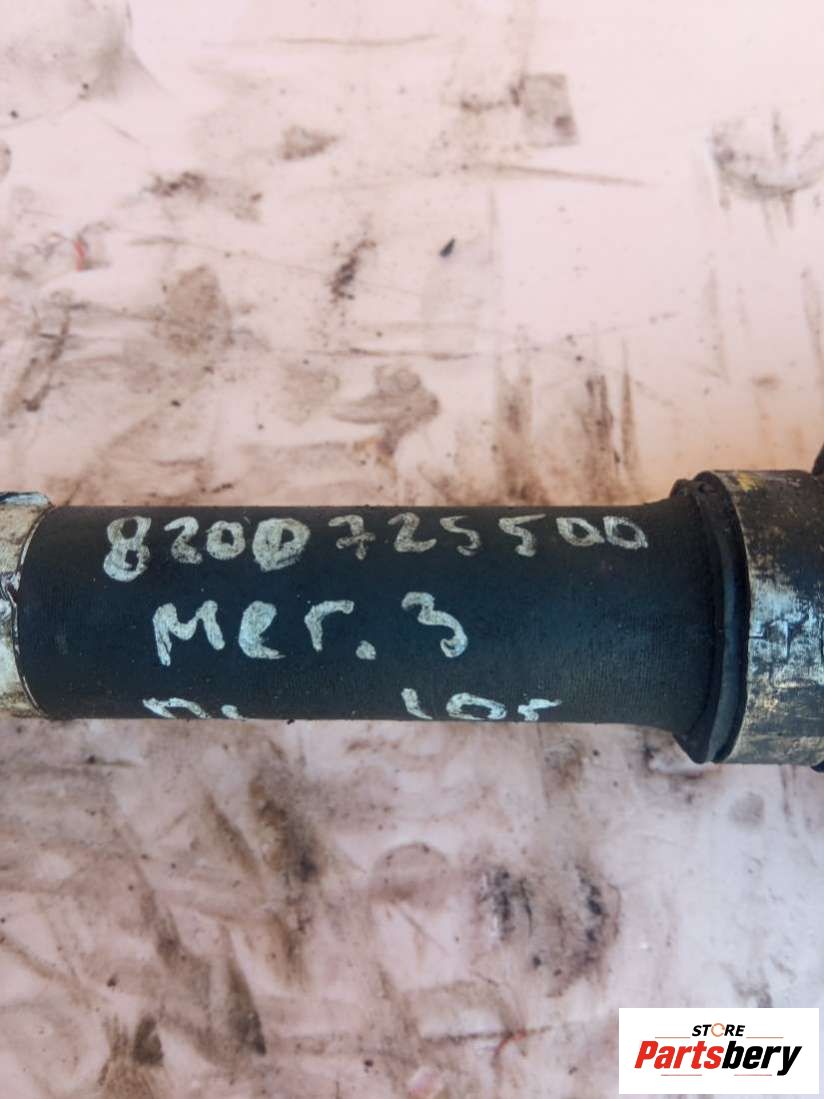 8200725500
мег. 3
STORE
Partsbery